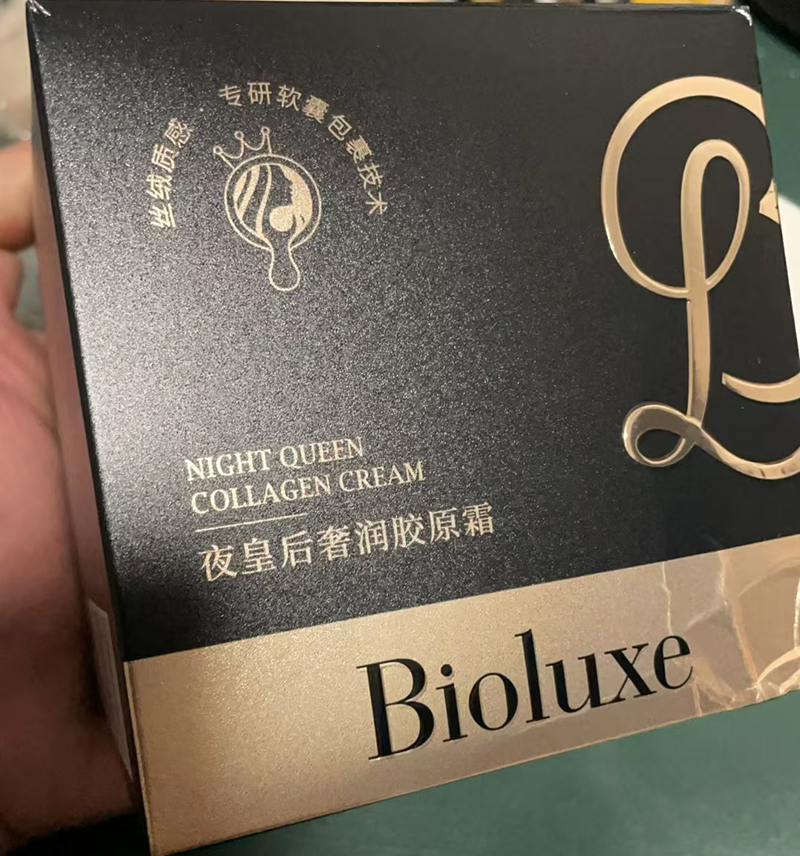 丝绒质感 专研软囊包裹技术
NIGHT QUEEN
COLLAGEN CREAM
夜皇后奢润胶原霜
Bioluxe